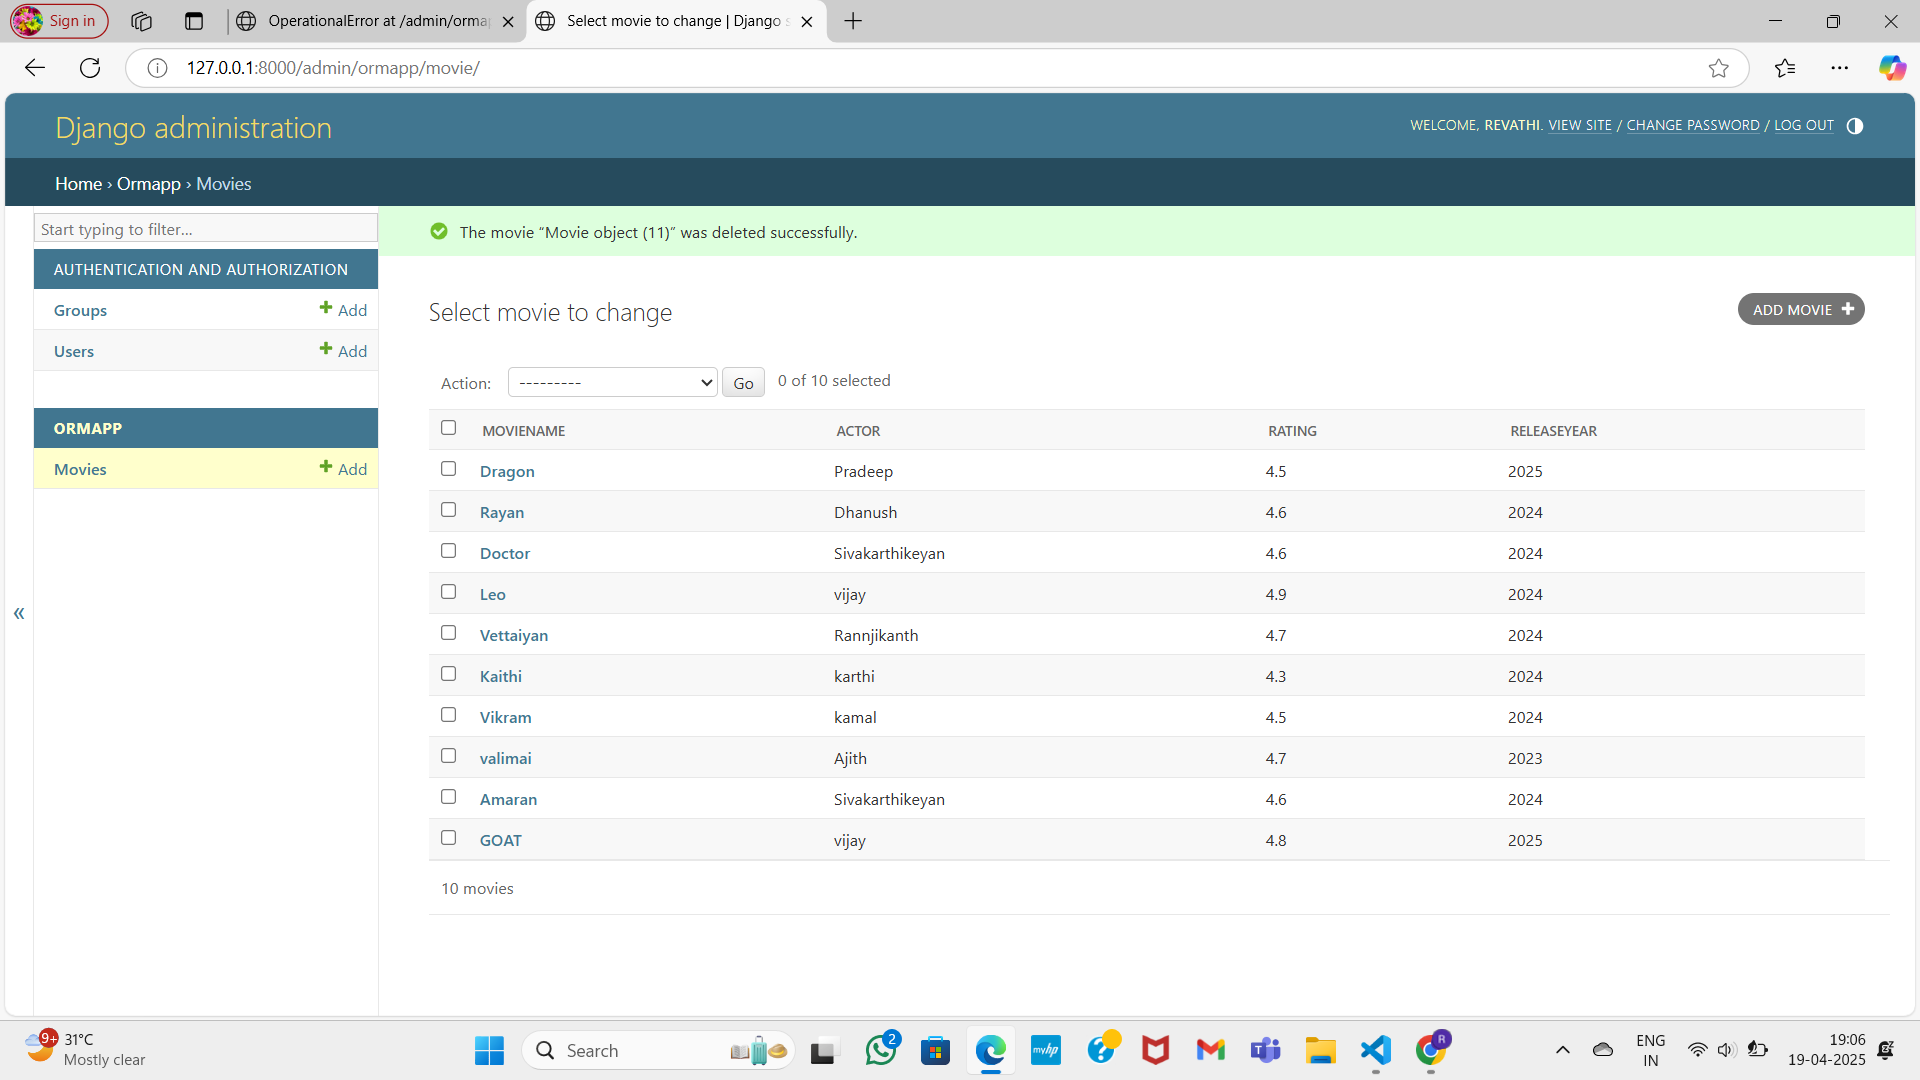 Sign in
OperationalError at /admin/orma
Select movie to change | Django s
127.0.0.1:8000/admin/ormapp/movie/
Django administration
WELCOME, REVATHI. VIEW SITE / CHANGE PASSWORD / LOG OUT
Home › Ormapp › Movies
Start typing to filter...
The movie “Movie object (11)” was deleted successfully.
AUTHENTICATION AND AUTHORIZATION
Groups + Add
Users + Add
ORMAPP
Movies + Add
«
Select movie to change
ADD MOVIE +
Action: --------- Go 0 of 10 selected
MOVIENAME ACTOR RATING RELEASEYEAR
Dragon Pradeep 4.5 2025
Rayan Dhanush 4.6 2024
Doctor Sivakarthikeyan 4.6 2024
Leo vijay 4.9 2024
Vettaiyan Rannjikanth 4.7 2024
Kaithi karthi 4.3 2024
Vikram kamal 4.5 2024
valimai Ajith 4.7 2023
Amaran Sivakarthikeyan 4.6 2024
GOAT vijay 4.8 2025
10 movies
9+
31°C
Mostly clear
Search
2
myhp
R
ENG
IN
19:06
19-04-2025